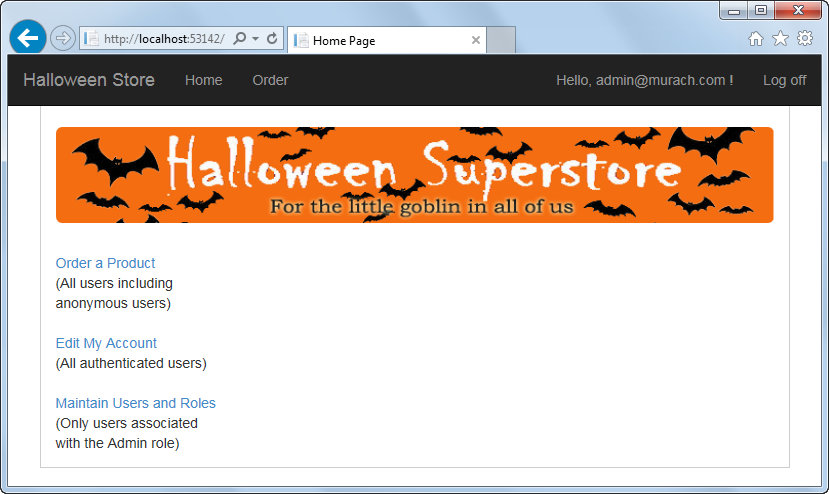 http://localhost:53142/
Home Page
Halloween Store Home Order Hello, admin@murach.com ! Log off
Halloween Superstore
For the little goblin in all of us
Order a Product
(All users including
anonymous users)
Edit My Account
(All authenticated users)
Maintain Users and Roles
(Only users associated
with the Admin role)